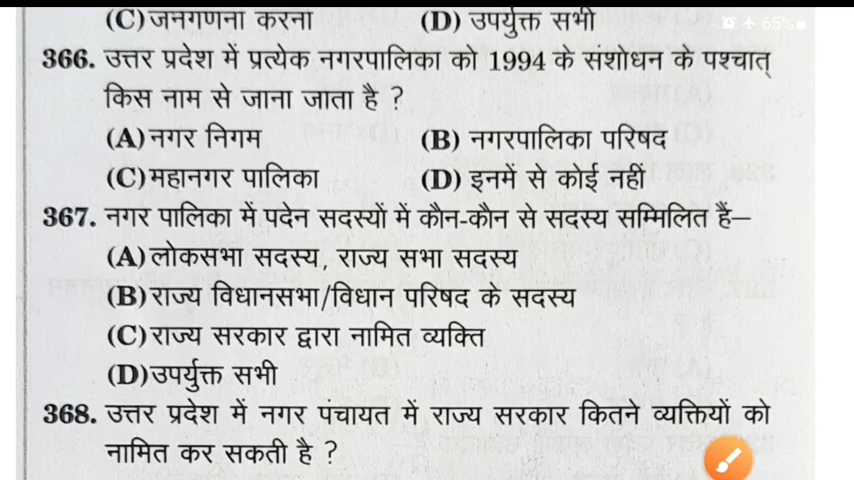 (C) जनगणना करना (D) उपर्युक्त सभी
65%
366. उत्तर प्रदेश में प्रत्येक नगरपालिका को 1994 के संशोधन के पश्चात्
किस नाम से जाना जाता है ?
(A) नगर निगम (B) नगरपालिका परिषद
(C) महानगर पालिका (D) इनमें से कोई नहीं
367. नगर पालिका में पदेन सदस्यों में कौन-कौन से सदस्य सम्मिलित हैं–
(A) लोकसभा सदस्य, राज्य सभा सदस्य
(B) राज्य विधानसभा/विधान परिषद के सदस्य
(C) राज्य सरकार द्वारा नामित व्यक्ति
(D) उपर्युक्त सभी
368. उत्तर प्रदेश में नगर पंचायत में राज्य सरकार कितने व्यक्तियों को
नामित कर सकती है ?